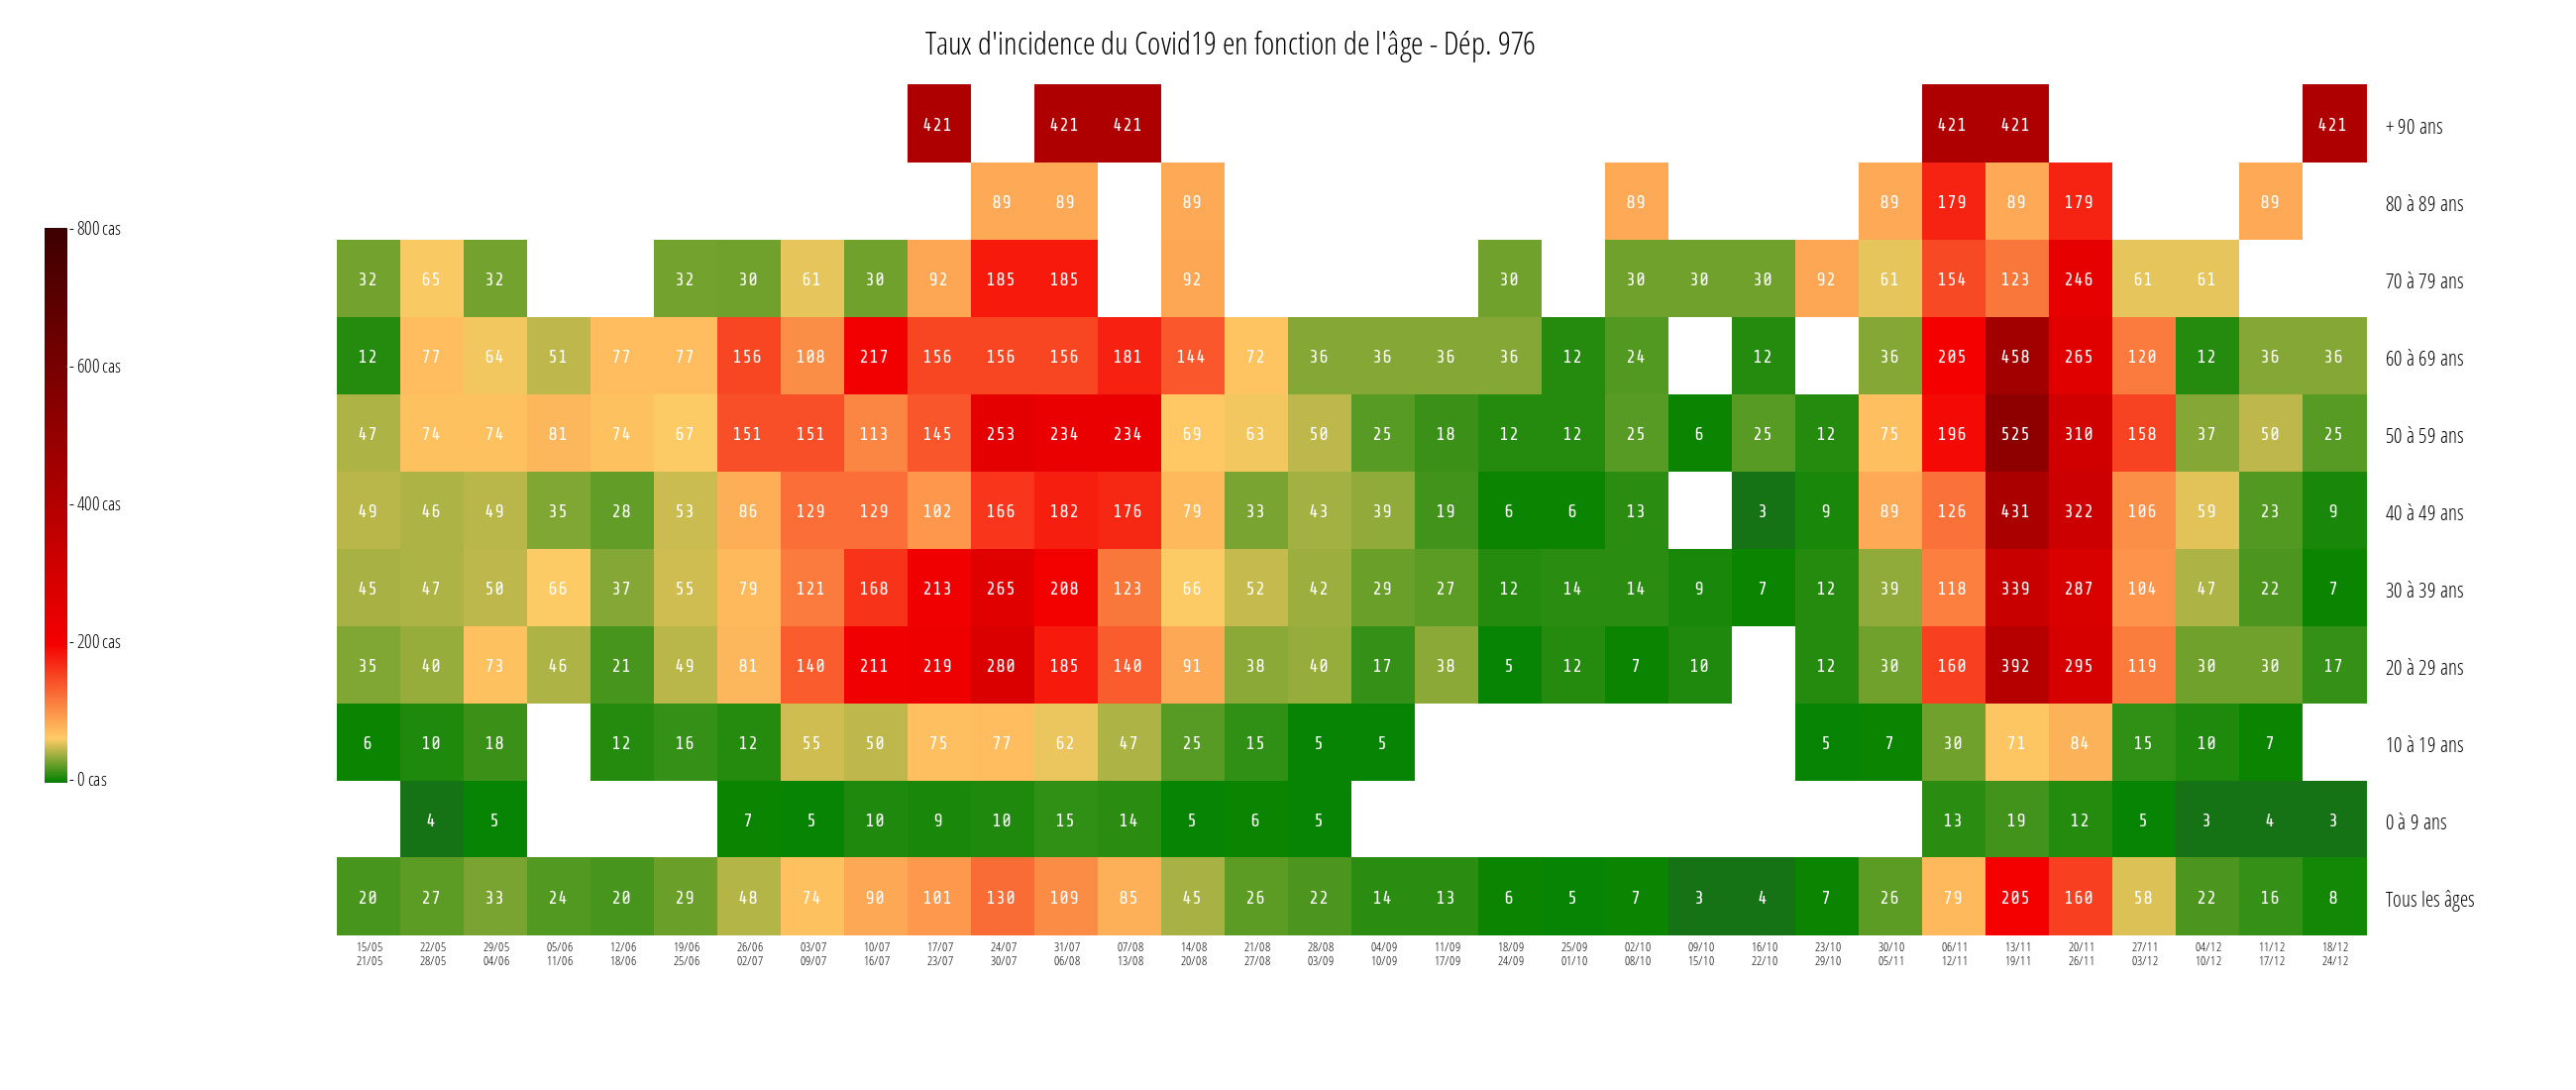 Taux d'incidence du Covid19 en fonction de l'âge - Dép. 976
- 800 cas
- 600 cas
- 400 cas
- 200 cas
- 0 cas
421 421 421 421 421 421 + 90 ans
89 89 89 89 89 179 89 179 89 80 à 89 ans
32 65 32 32 30 61 30 92 185 185 92 30 30 30 30 92 61 154 123 246 61 61 70 à 79 ans
12 77 64 51 77 77 156 108 217 156 156 156 181 144 72 36 36 36 36 12 24 12 36 205 458 265 120 12 36 36 60 à 69 ans
47 74 74 81 74 67 151 151 113 145 253 234 234 69 63 50 25 18 12 12 25 6 25 12 75 196 525 310 158 37 50 25 50 à 59 ans
49 46 49 35 28 53 86 129 129 102 166 182 176 79 33 43 39 19 6 6 13 3 9 89 126 431 322 106 59 23 9 40 à 49 ans
45 47 50 66 37 55 79 121 168 213 265 208 123 66 52 42 29 27 12 14 14 9 7 12 39 118 339 287 104 47 22 7 30 à 39 ans
35 40 73 46 21 49 81 140 211 219 280 185 140 91 38 40 17 38 5 12 7 10 12 30 160 392 295 119 30 30 17 20 à 29 ans
6 10 18 12 16 12 55 50 75 77 62 47 25 15 5 5 5 7 30 71 84 15 10 7 10 à 19 ans
4 5 7 5 10 9 10 15 14 5 6 5 13 19 12 5 3 4 3 0 à 9 ans
20 27 33 24 20 29 48 74 90 101 130 109 85 45 26 22 14 13 6 5 7 3 4 7 26 79 205 160 58 22 16 8 Tous les âges
15/05 22/05 29/05 05/06 12/06 19/06 26/06 03/07 10/07 17/07 24/07 31/07 07/08 14/08 21/08 28/08 04/09 11/09 18/09 25/09 02/10 09/10 16/10 23/10 30/10 06/11 13/11 20/11 27/11 04/12 11/12 18/12
21/05 28/05 04/06 11/06 18/06 25/06 02/07 09/07 16/07 23/07 30/07 06/08 13/08 20/08 27/08 03/09 10/09 17/09 24/09 01/10 08/10 15/10 22/10 29/10 05/11 12/11 19/11 26/11 03/12 10/12 17/12 24/12